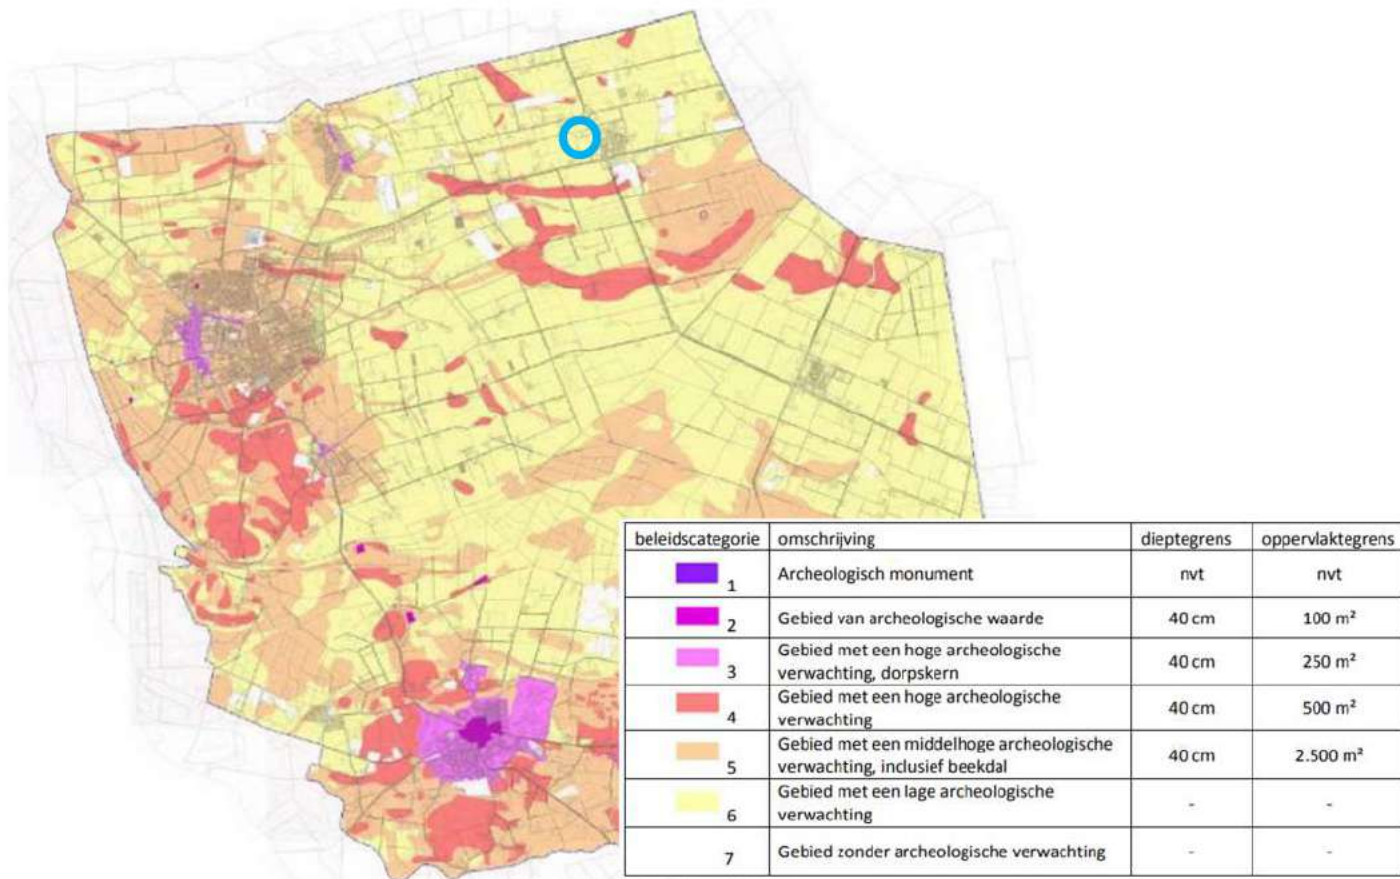 beleidscategorie omschrijving dieptegrens oppervlaktegrens
1 Archeologisch monument nvt nvt
2 Gebied van archeologische waarde 40 cm 100 m²
Gebied met een hoge archeologische
3 verwachting, dorpskern 40 cm 250 m²
Gebied met een hoge archeologische
4 verwachting 40 cm 500 m²
Gebied met een middelhoge archeologische
5 verwachting, inclusief beekdal 40 cm 2.500 m²
Gebied met een lage archeologische
6 verwachting - -
7 Gebied zonder archeologische verwachting - -